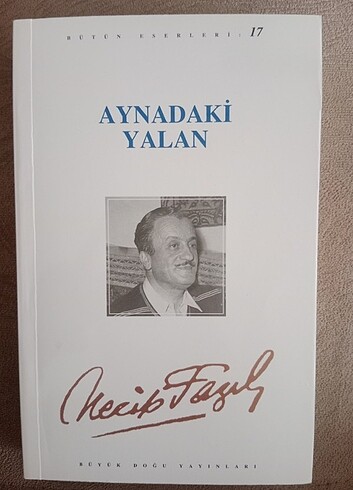 BÜTÜN ESERLERİ: 17
AYNADAKİ
YALAN
Necip Fazıl
BÜYÜK DOĞU YAYINLARI